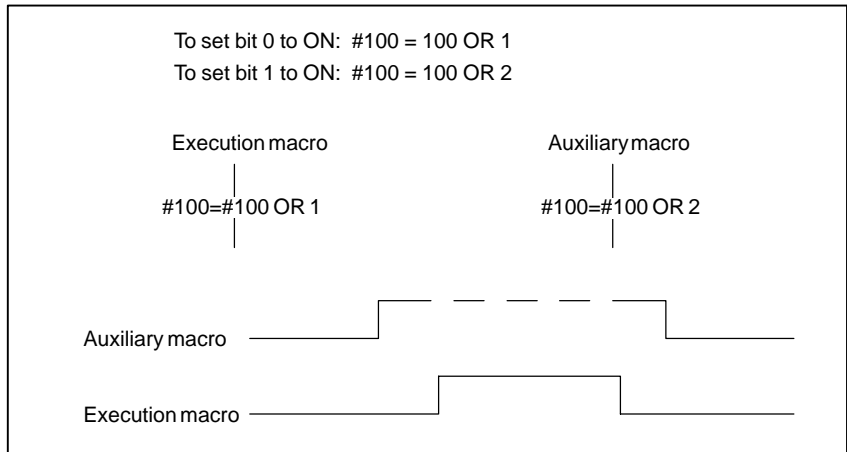 To set bit 0 to ON: #100 = 100 OR 1
To set bit 1 to ON: #100 = 100 OR 2
Execution macro
Auxiliary macro
#100=#100 OR 1
#100=#100 OR 2
Auxiliary macro
Execution macro